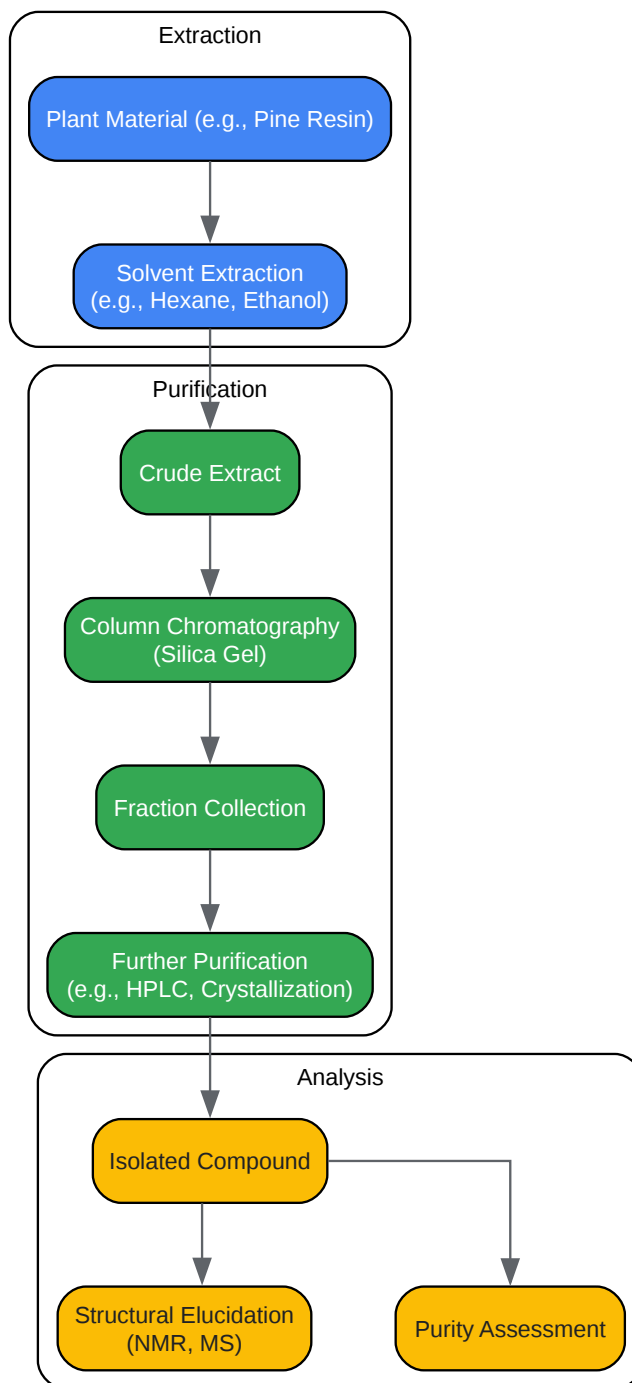 Extraction
Plant Material (e.g., Pine Resin)
Solvent Extraction
(e.g., Hexane, Ethanol)
Purification
Crude Extract
Column Chromatography
(Silica Gel)
Fraction Collection
Further Purification
(e.g., HPLC, Crystallization)
Analysis
Isolated Compound
Structural Elucidation
(NMR, MS)
Purity Assessment